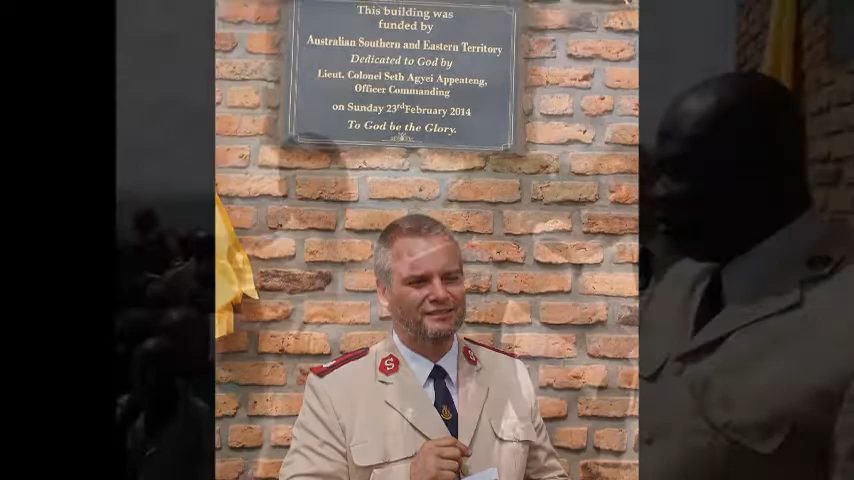 This building was
funded by
Australian Southern and Eastern Territory
Dedicated to God by
Lieut. Colonel Seth Agyei Appeateng,
Officer Commanding
on Sunday 23rd February 2014
To God be the Glory.
S
S